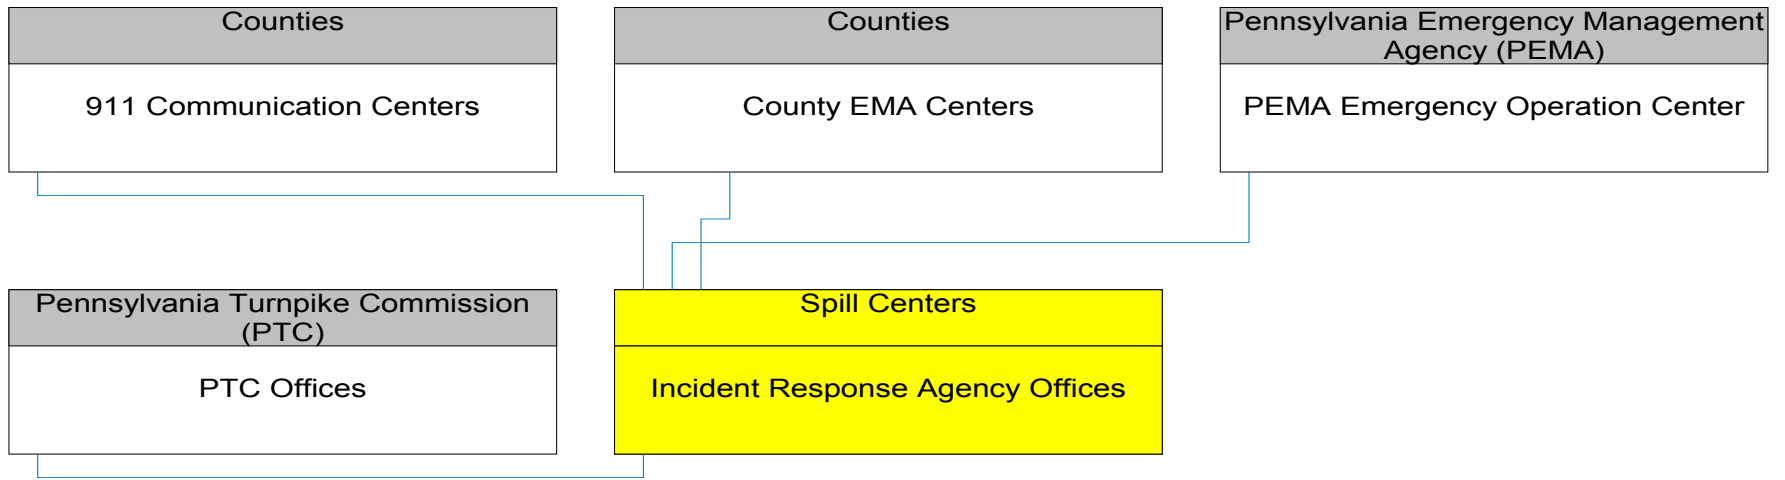 Counties
911 Communication Centers
Counties
County EMA Centers
Pennsylvania Emergency Management
Agency (PEMA)
PEMA Emergency Operation Center
Pennsylvania Turnpike Commission
(PTC)
PTC Offices
Spill Centers
Incident Response Agency Offices